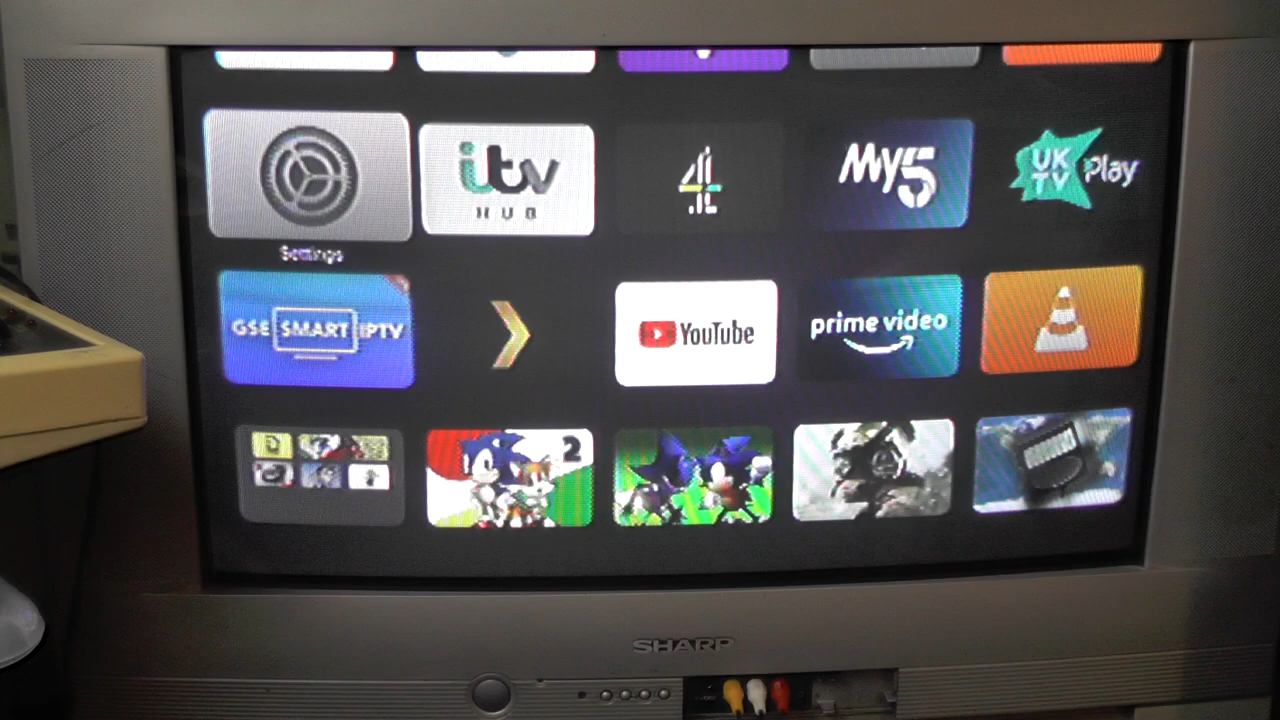 itv
HUB
4
My5
UK
TV Play
Settings
GSE SMART IPTV
YouTube
prime video
2
SHARP